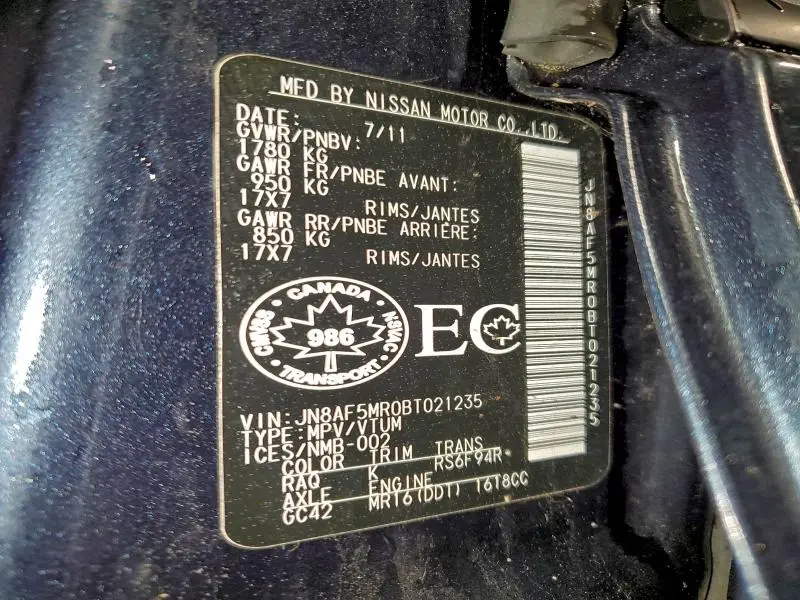 MFD BY NISSAN MOTOR CO.,LTD.
DATE: 7/11
GVWR/PNBV:
1780 KG
GAWR FR/PNBE AVANT:
950 KG
17X7 RIMS/JANTES
GAWR RR/PNBE ARRIÈRE:
850 KG
17X7 RIMS/JANTES
CANADA
CMVSS 986 NSVAC
TRANSPORT
EC
VIN:JN8AF5MR0BT021235
TYPE:MPV/VTUM
ICES/NMB-002
COLOR TRIM TRANS
RAQ K RS6F94R
AXLE ENGINE
GC42 MR16(DDT) 16T8CC
JN8AF5MR0BT021235